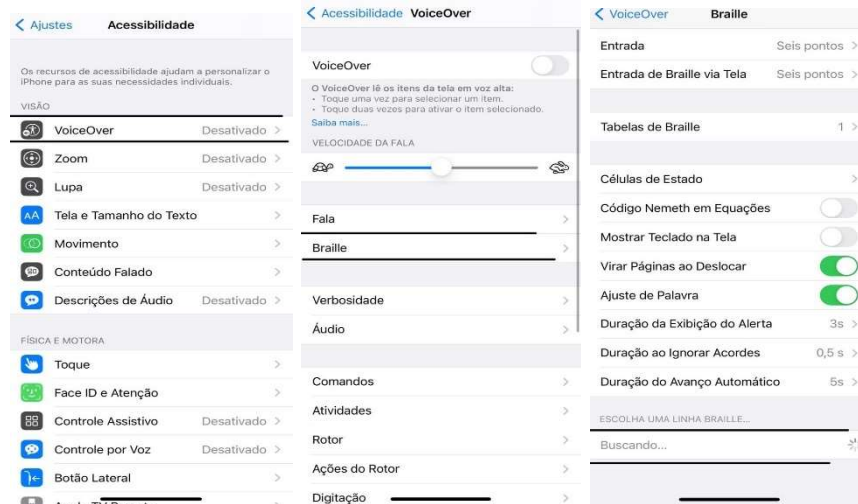 Ajustes Acessibilidade
Os recursos de acessibilidade ajudam a personalizar o
iPhone para as suas necessidades individuais.
VISÃO
VoiceOver Desativado
Zoom Desativado
Lupa Desativado
Tela e Tamanho do Texto
Movimento
Conteúdo Falado
Descrições de Áudio Desativado
FÍSICA E MOTORA
Toque
Face ID e Atenção
Controle Assistivo Desativado
Controle por Voz Desativado
Botão Lateral
Acessibilidade VoiceOver
VoiceOver
O VoiceOver lê os itens da tela em voz alta:
• Toque uma vez para selecionar um item.
• Toque duas vezes para ativar o item selecionado.
Saiba mais...
VELOCIDADE DA FALA
Fala
Braille
Verbosidade
Áudio
Comandos
Atividades
Rotor
Ações do Rotor
Digitação
VoiceOver Braille
Entrada Seis pontos
Entrada de Braille via Tela Seis pontos
Tabelas de Braille 1
Células de Estado
Código Nemeth em Equações
Mostrar Teclado na Tela
Virar Páginas ao Deslocar
Ajuste de Palavra
Duração da Exibição do Alerta 3s
Duração ao Ignorar Acordes 0,5 s
Duração do Avanço Automático 5s
ESCOLHA UMA LINHA BRAILLE...
Buscando...